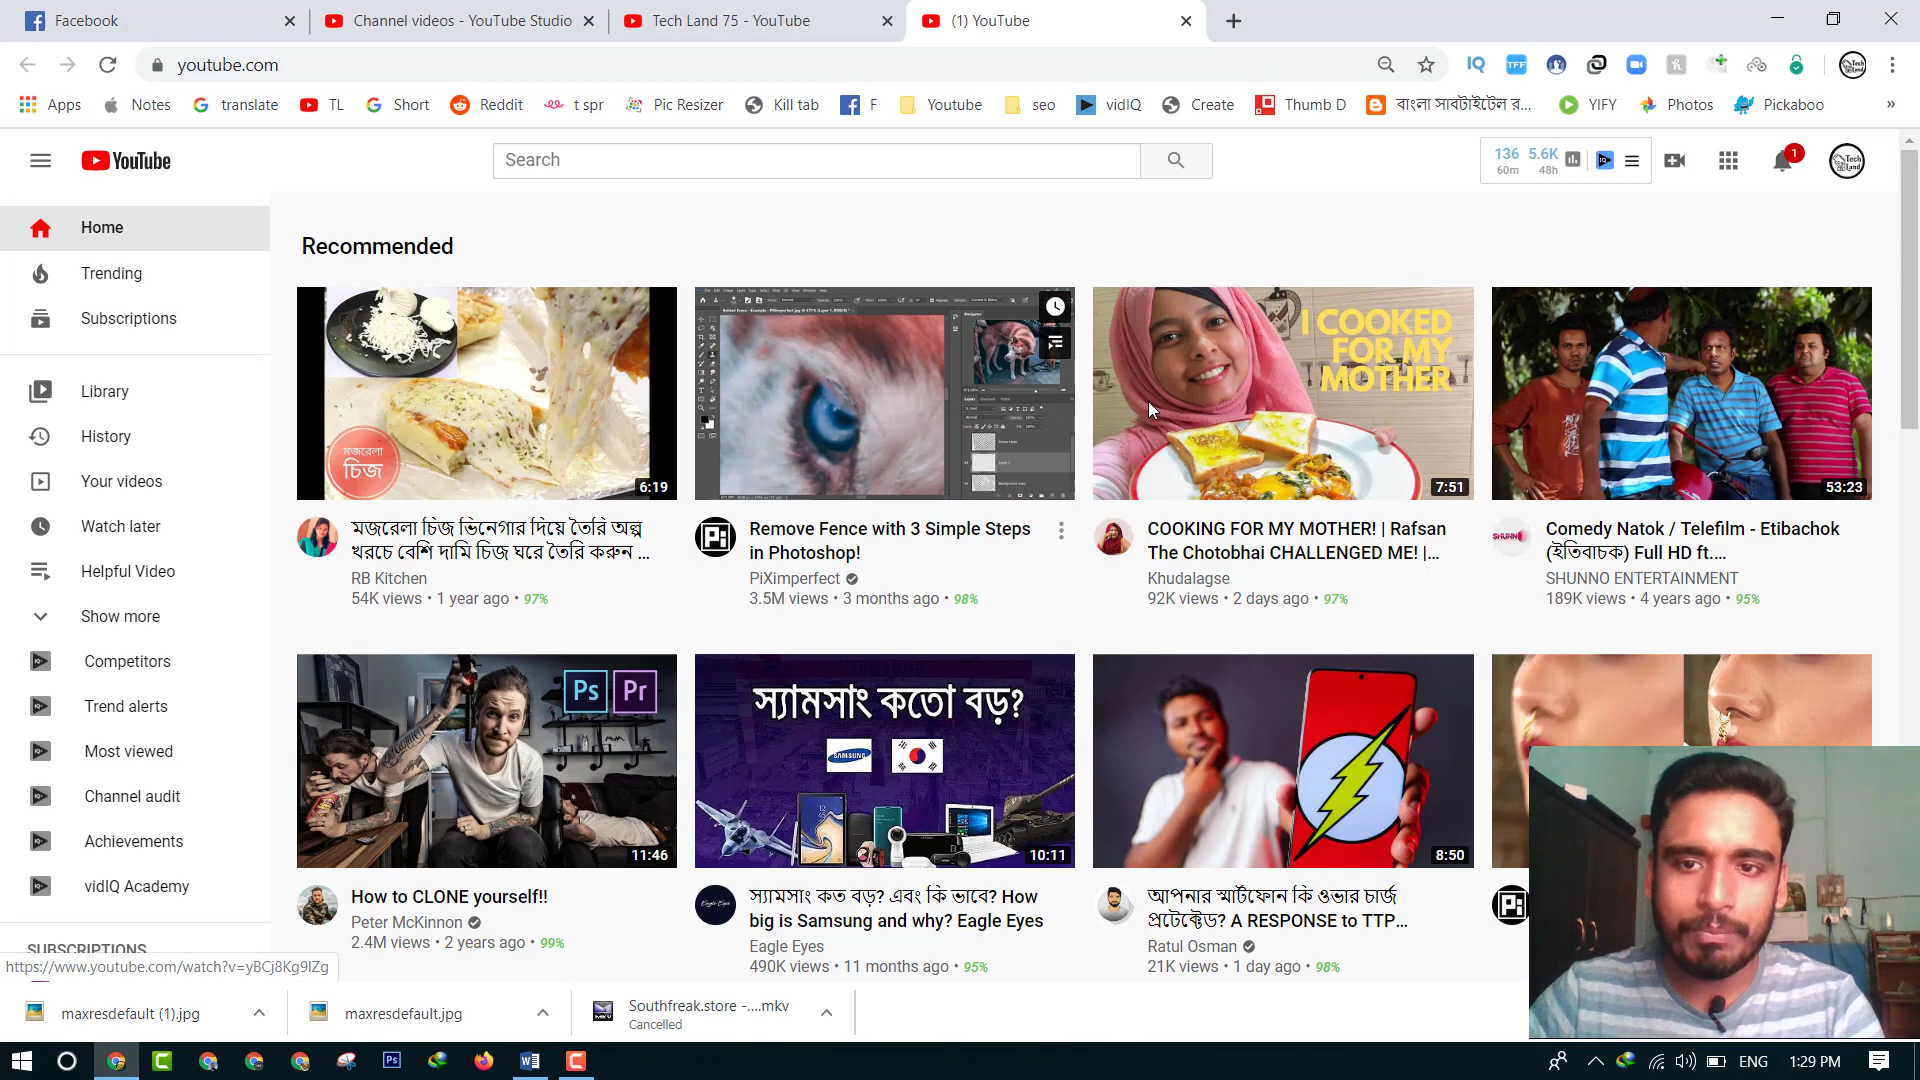 Facebook
Channel videos - YouTube Studio
Tech Land 75 - YouTube
(1) YouTube
youtube.com
Apps
Notes
translate
TL
Short
Reddit
t spr
Pic Resizer
Kill tab
F
Youtube
seo
vidIQ
Create
Thumb D
বাংলা সাবটাইটেল র...
YIFY
Photos
Pickaboo
YouTube
Search
136 5.6K
60m 48h
1
Home
Trending
Subscriptions
Library
History
Your videos
Watch later
Helpful Video
Show more
Competitors
Trend alerts
Most viewed
Channel audit
Achievements
vidIQ Academy
SUBSCRIPTIONS
Recommended
মজরেলা
চিজ
6:19
I COOKED
FOR MY
MOTHER
7:51
SHUNNO
53:23
মজরেলা চিজ ভিনেগার দিয়ে তৈরি অল্প
খরচে বেশি দামি চিজ ঘরে তৈরি করুন ...
RB Kitchen
54K views • 1 year ago • 97%
Remove Fence with 3 Simple Steps
in Photoshop!
PiXimperfect
3.5M views • 3 months ago • 98%
COOKING FOR MY MOTHER! | Rafsan
The Chotobhai CHALLENGED ME! |...
Khudalagse
92K views • 2 days ago • 97%
Comedy Natok / Telefilm - Etibachok
(ইতিবাচক) Full HD ft....
SHUNNO ENTERTAINMENT
189K views • 4 years ago • 95%
Ps Pr
11:46
স্যামসাং কতো বড়?
SAMSUNG
10:11
8:50
How to CLONE yourself!!
Peter McKinnon
2.4M views • 2 years ago • 99%
স্যামসাং কত বড়? এবং কি ভাবে? How
big is Samsung and why? Eagle Eyes
Eagle Eyes
490K views • 11 months ago • 95%
আপনার স্মার্টফোন কি ওভার চার্জ
প্রটেক্টেড? A RESPONSE to TTP...
Ratul Osman
21K views • 1 day ago • 98%
https://www.youtube.com/watch?v=yBCj8Kg9IZg
maxresdefault (1).jpg
maxresdefault.jpg
Southfreak.store -....mkv
Cancelled
ENG
1:29 PM